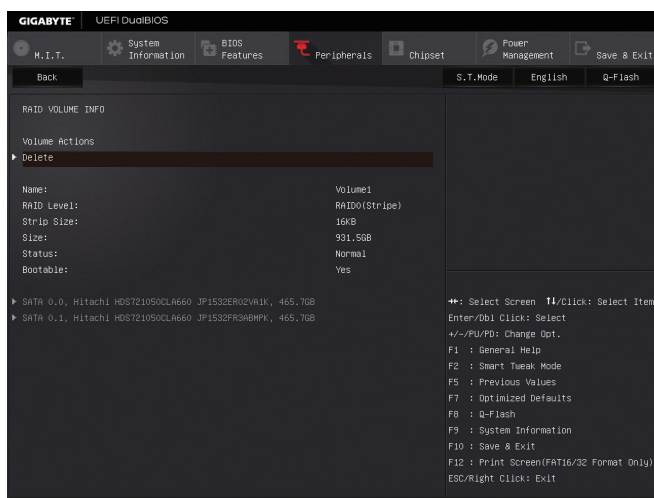 GIGABYTE™ UEFI DualBIOS
M.I.T.
System Information
BIOS Features
Peripherals
Chipset
Power Management
Save & Exit
Back
S.T.Mode English Q-Flash
RAID VOLUME INFO
Volume Actions
Delete
Name: Volume1
RAID Level: RAID0(Stripe)
Strip Size: 16KB
Size: 931.5GB
Status: Normal
Bootable: Yes
SATA 0.0, Hitachi HDS721050CLA660 JP1532ER02VA1K, 465.7GB
SATA 0.1, Hitachi HDS721050CLA660 JP1532FR3ABMPK, 465.7GB
→←: Select Screen ↑↓/Click: Select Item
Enter/Dbl Click: Select
+/-/PU/PD: Change Opt.
F1 : General Help
F2 : Smart Tweak Mode
F5 : Previous Values
F7 : Optimized Defaults
F8 : Q-Flash
F9 : System Information
F10 : Save & Exit
F12 : Print Screen(FAT16/32 Format Only)
ESC/Right Click: Exit